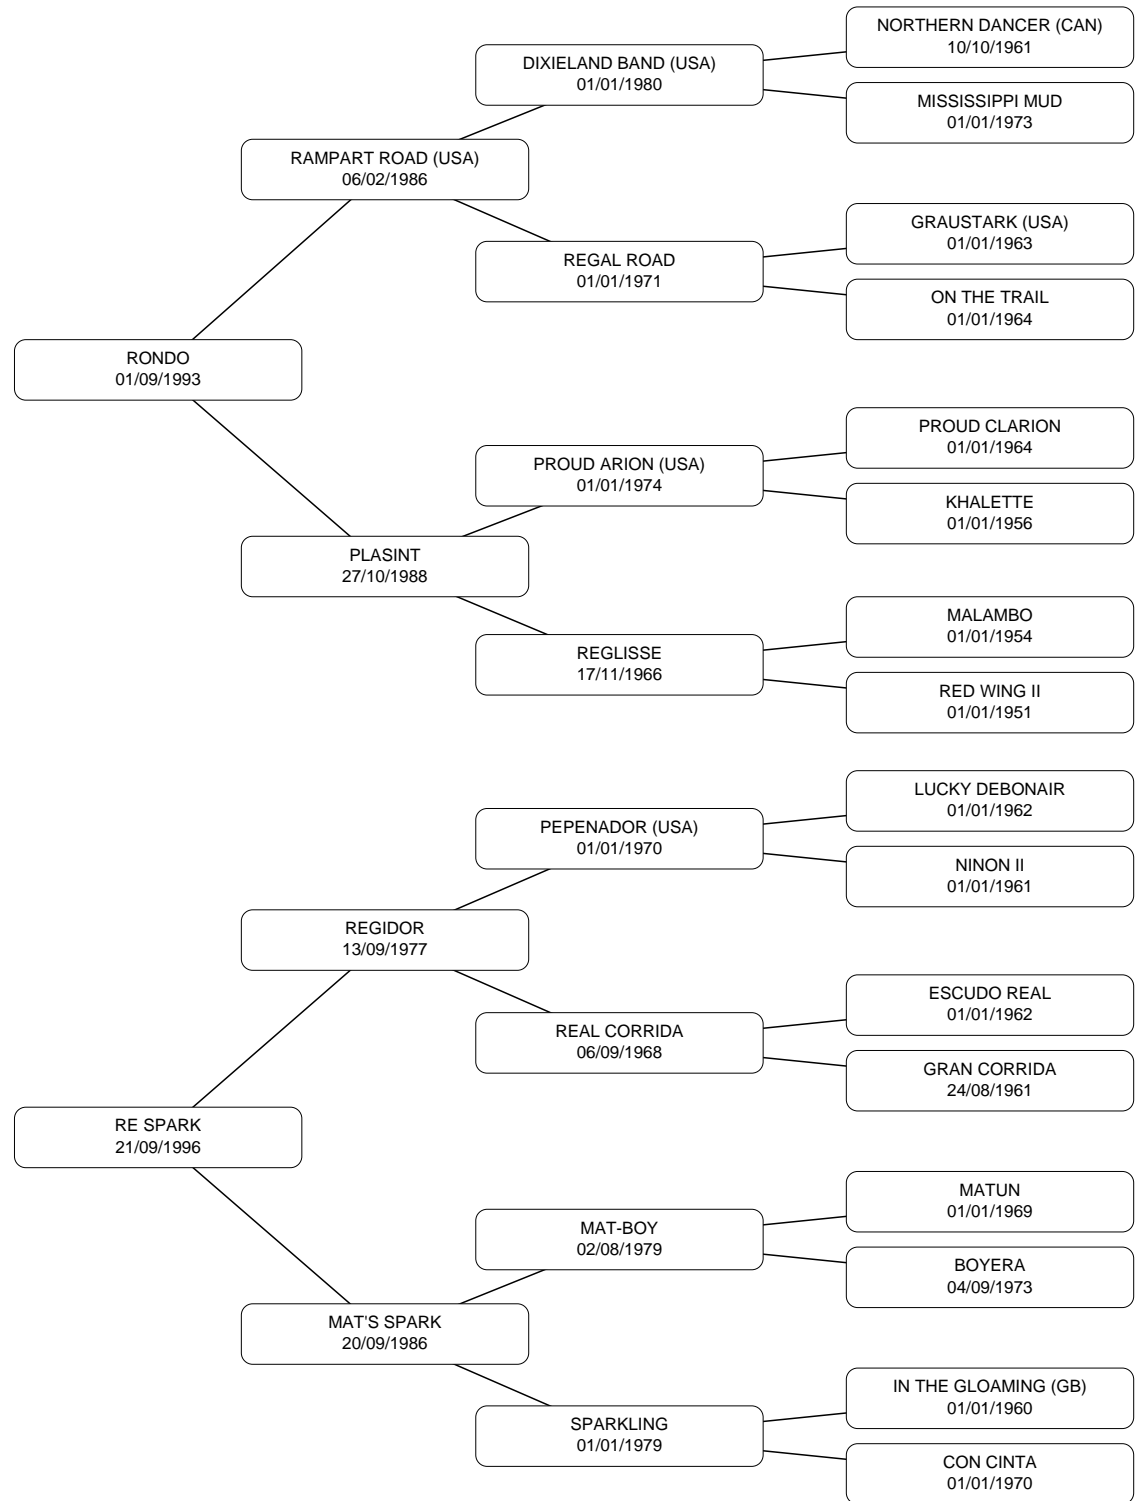 NORTHERN DANCER (CAN)
10/10/1961
DIXIELAND BAND (USA)
01/01/1980
MISSISSIPPI MUD
01/01/1973
RAMPART ROAD (USA)
06/02/1986
GRAUSTARK (USA)
01/01/1963
REGAL ROAD
01/01/1971
ON THE TRAIL
01/01/1964
RONDO
01/09/1993
PROUD CLARION
01/01/1964
PROUD ARION (USA)
01/01/1974
KHALETTE
01/01/1956
PLASINT
27/10/1988
MALAMBO
01/01/1954
REGLISSE
17/11/1966
RED WING II
01/01/1951
LUCKY DEBONAIR
01/01/1962
PEPENADOR (USA)
01/01/1970
NINON II
01/01/1961
REGIDOR
13/09/1977
ESCUDO REAL
01/01/1962
REAL CORRIDA
06/09/1968
GRAN CORRIDA
24/08/1961
RE SPARK
21/09/1996
MATUN
01/01/1969
MAT-BOY
02/08/1979
BOYERA
04/09/1973
MAT'S SPARK
20/09/1986
IN THE GLOAMING (GB)
01/01/1960
SPARKLING
01/01/1979
CON CINTA
01/01/1970